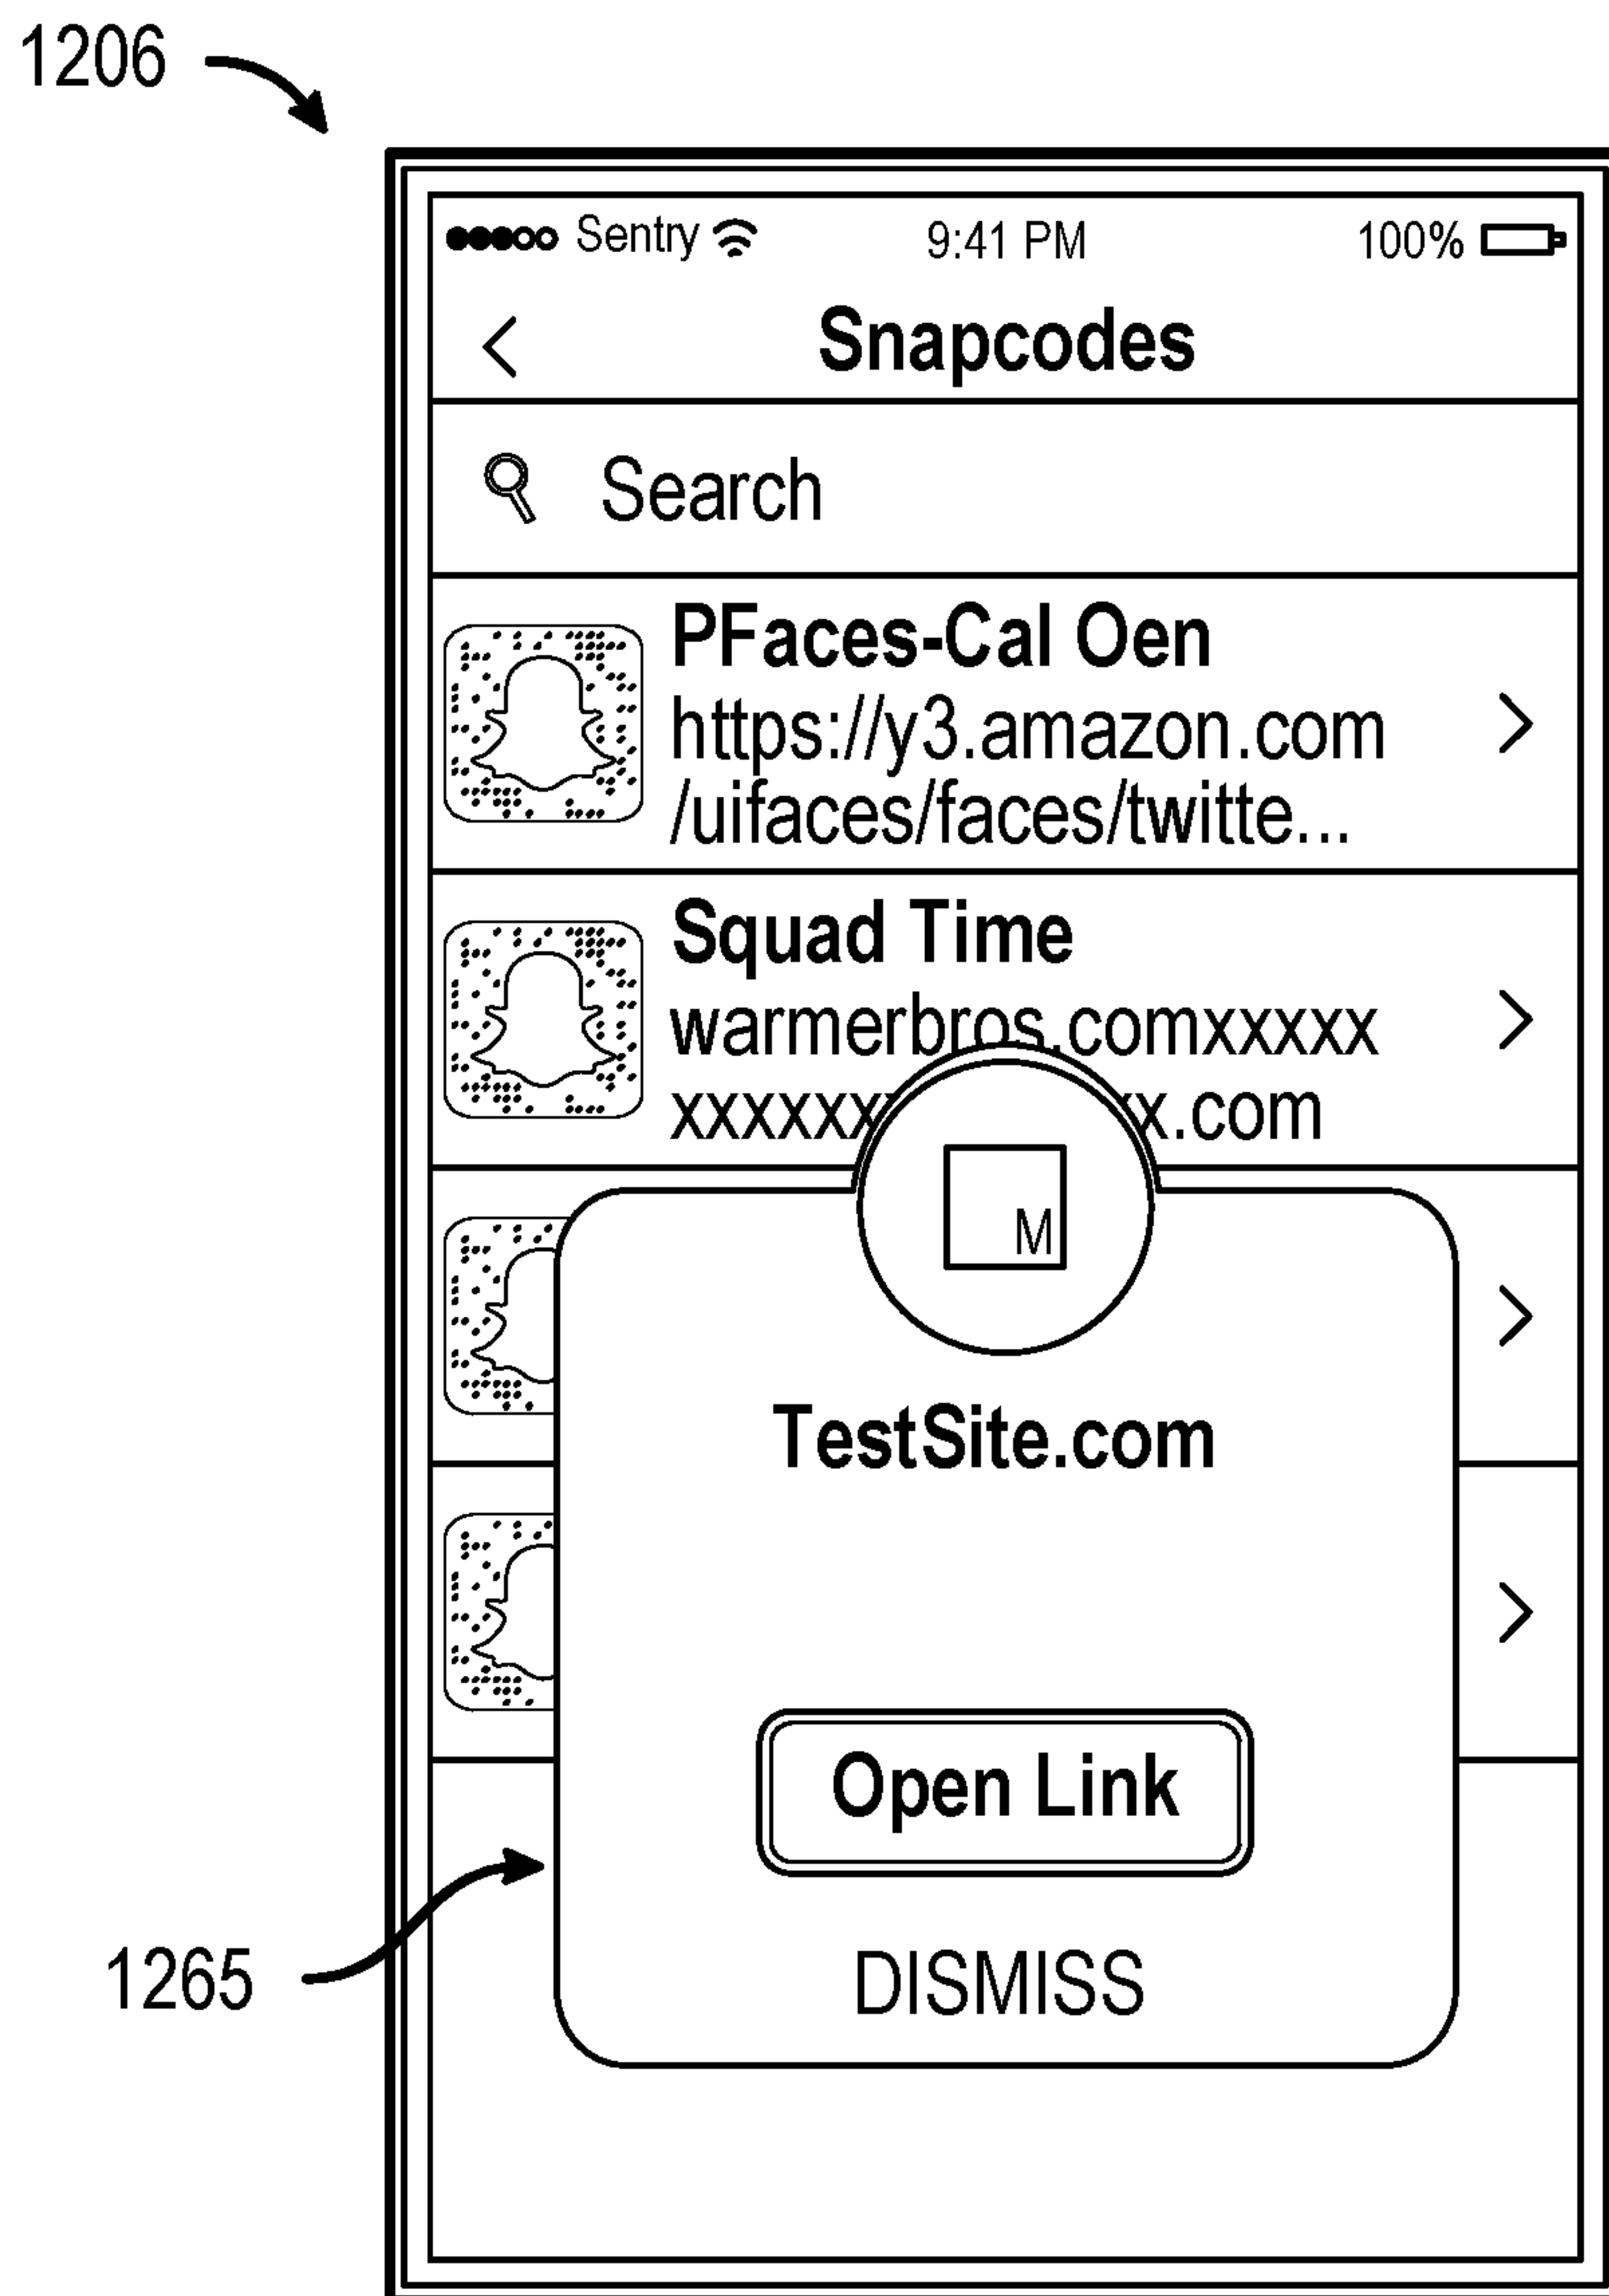 1206
Sentry 9:41 PM 100%
Snapcodes
Search
PFaces-Cal Oen
https://y3.amazon.com
/uifaces/faces/twitte...
Squad Time
warmerbros.comxxxxx
xxxxxx x.com
M
TestSite.com
Open Link
1265
DISMISS